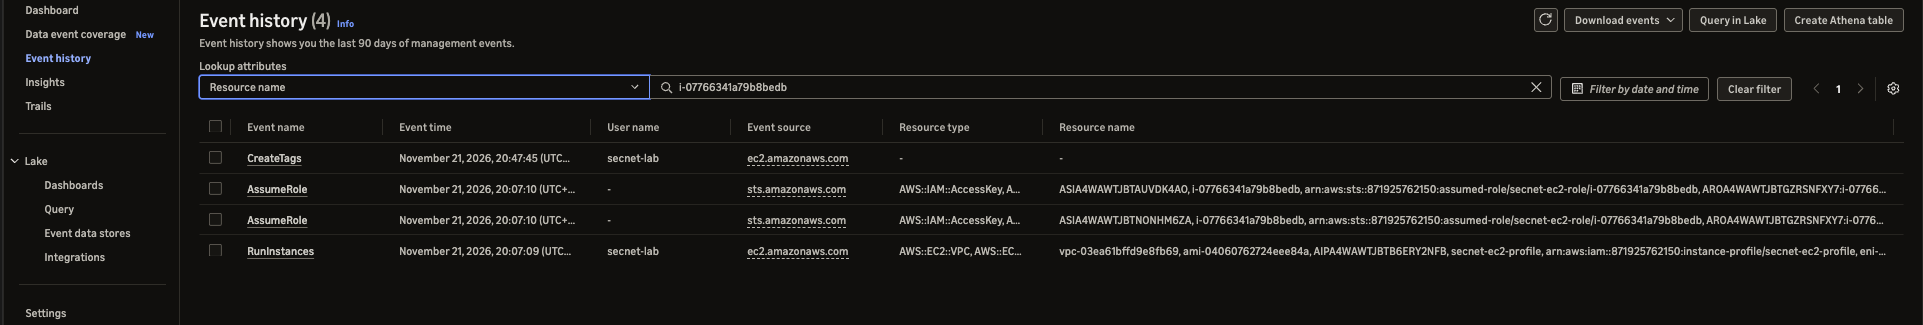 Dashboard
Data event coverage New
Event history
Insights
Trails
Lake
Dashboards
Query
Event data stores
Integrations
Settings
Event history (4) Info
Event history shows you the last 90 days of management events.
Download events
Query in Lake
Create Athena table
Lookup attributes
Resource name
i-07766341a79b8bedb
Filter by date and time
Clear filter
1
Event name Event time User name Event source Resource type Resource name
CreateTags November 21, 2026, 20:47:45 (UTC... secnet-lab ec2.amazonaws.com - -
AssumeRole November 21, 2026, 20:07:10 (UTC+... - sts.amazonaws.com AWS::IAM::AccessKey, A... ASIA4WAWTJBTAUVDK4AO, i-07766341a79b8bedb, arn:aws:sts::871925762150:assumed-role/secnet-ec2-role/i-07766341a79b8bedb, AROA4WAWTJBTGZRSNFXY7:i-07766...
AssumeRole November 21, 2026, 20:07:10 (UTC+... - sts.amazonaws.com AWS::IAM::AccessKey, A... ASIA4WAWTJBTNONHM6ZA, i-07766341a79b8bedb, arn:aws:sts::871925762150:assumed-role/secnet-ec2-role/i-07766341a79b8bedb, AROA4WAWTJBTGZRSNFXY7:i-0776...
RunInstances November 21, 2026, 20:07:09 (UTC... secnet-lab ec2.amazonaws.com AWS::EC2::VPC, AWS::EC... vpc-03ea61bffd9e8fb69, ami-04060762724eee84a, AIPA4WAWTJBTB6ERY2NFB, secnet-ec2-profile, arn:aws:iam::871925762150:instance-profile/secnet-ec2-profile, eni-...